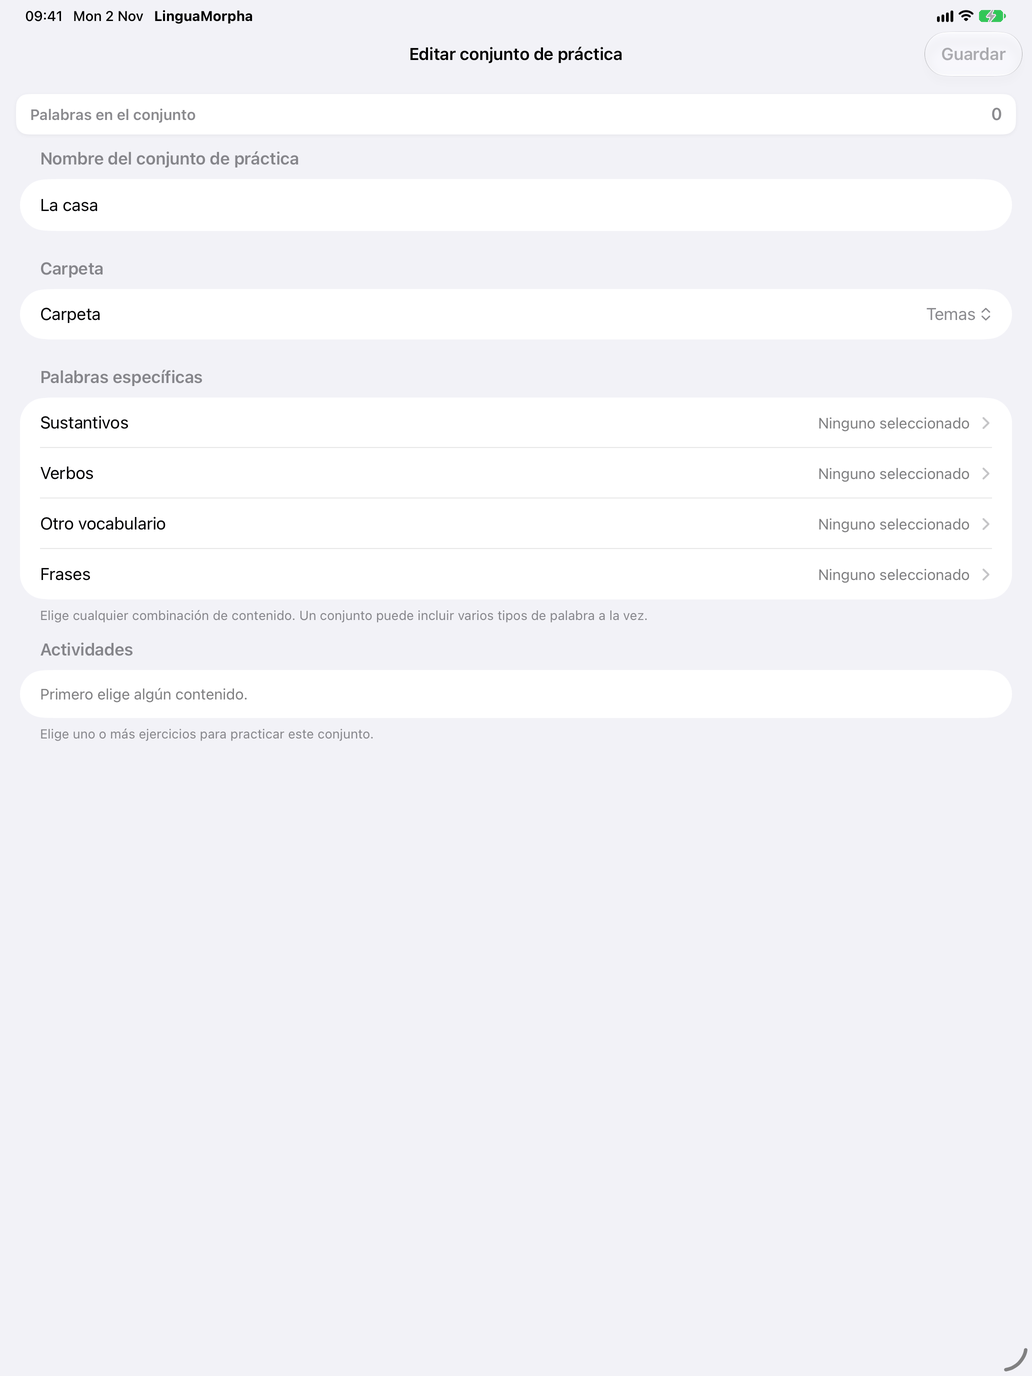 09:41 Mon 2 Nov LinguaMorpha
Editar conjunto de práctica
Guardar
Palabras en el conjunto 0
Nombre del conjunto de práctica
La casa
Carpeta
Carpeta Temas
Palabras específicas
Sustantivos Ninguno seleccionado
Verbos Ninguno seleccionado
Otro vocabulario Ninguno seleccionado
Frases Ninguno seleccionado
Elige cualquier combinación de contenido. Un conjunto puede incluir varios tipos de palabra a la vez.
Actividades
Primero elige algún contenido.
Elige uno o más ejercicios para practicar este conjunto.